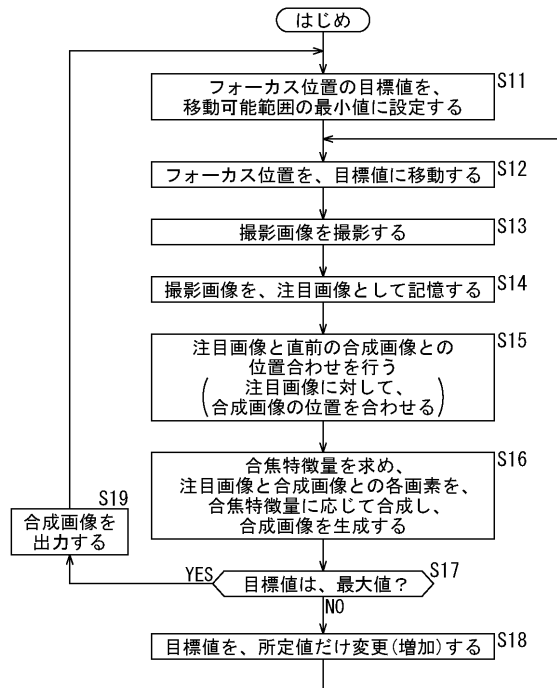 はじめ
フォーカス位置の目標値を、
移動可能範囲の最小値に設定する
S11
フォーカス位置を、目標値に移動する
S12
撮影画像を撮影する
S13
撮影画像を、注目画像として記憶する
S14
注目画像と直前の合成画像との
位置合わせを行う
(注目画像に対して、
合成画像の位置を合わせる)
S15
合焦特徴量を求め、
注目画像と合成画像との各画素を、
合焦特徴量に応じて合成し、
合成画像を生成する
S16
目標値は、最大値？
S17
YES
NO
S19
合成画像を
出力する
目標値を、所定値だけ変更(増加)する
S18